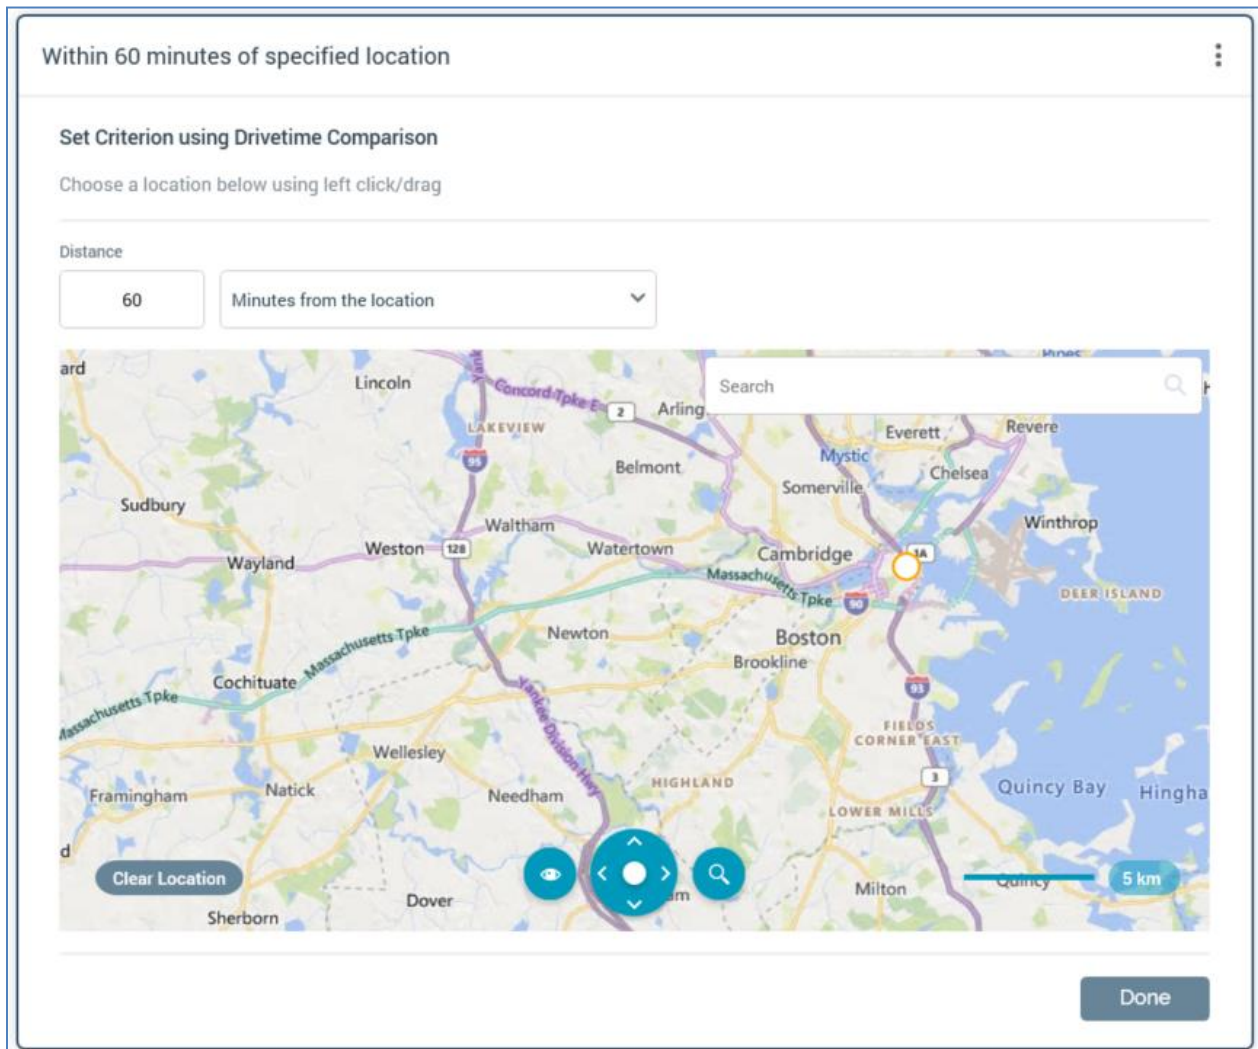 Within 60 minutes of specified location
Set Criterion using Drivetime Comparison
Choose a location below using left click/drag
Distance
60 Minutes from the location
Search
ard
Lincoln
Concord Tpke E
2
Arling
Everett
Revere
LAKEVIEW
95
Belmont
Mystic
Chelsea
Somerville
Sudbury
Waltham
Winthrop
Weston
128
Watertown
Cambridge
1A
Wayland
Massachusetts Tpke
90
DEER ISLAND
Newton
Boston
Massachusetts Tpke
Brookline
Cochituate
93
Massachusetts Tpke
Yankee Division Hwy
FIELDS
CORNER EAST
Wellesley
3
Quincy Bay
Hingha
Framingham
Natick
Needham
HIGHLAND
LOWER MILLS
d
Clear Location
am
Milton
Quincy
5 km
Dover
Sherborn
Done